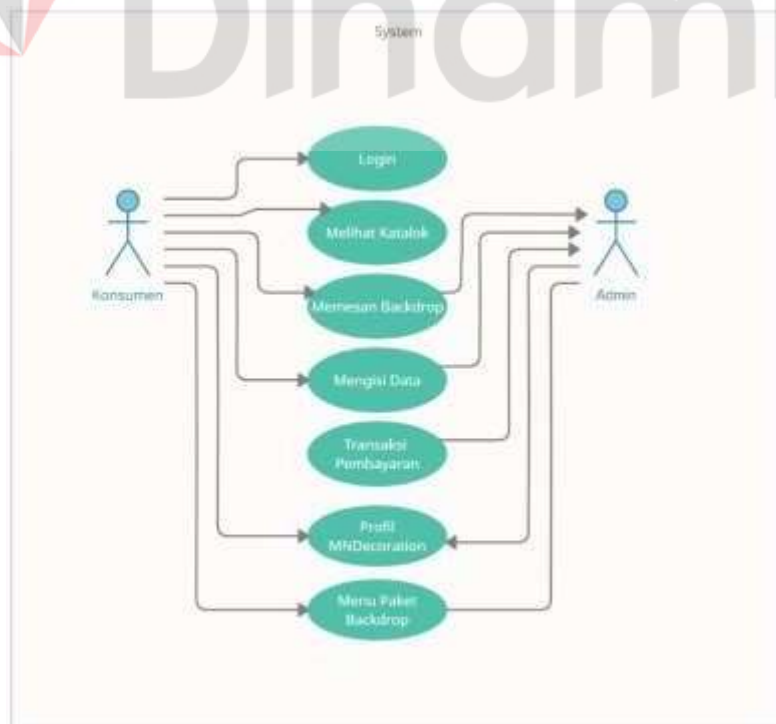 Dinam
System
Login
Melihat Katalok
Memesan Backdrop
Konsumen
Admin
Mengisi Data
Transaksi
Pembayaran
Profil
MNDecoration
Menu Paket
Backdrop